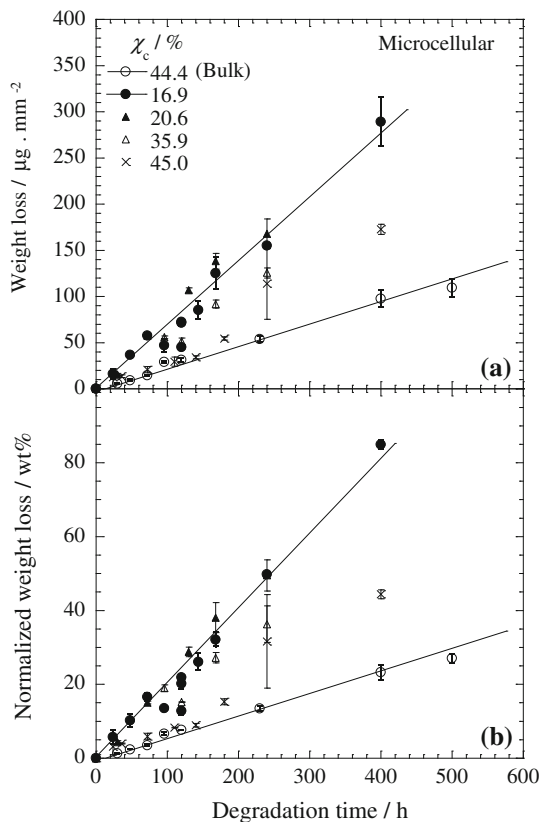 400
350
300
250
200
150
100
50
0
Weight loss / μg . mm⁻²
χc / %
44.4 (Bulk)
16.9
20.6
35.9
45.0
Microcellular
(a)
80
60
40
20
0
Normalized weight loss / wt%
(b)
0 100 200 300 400 500 600
Degradation time / h